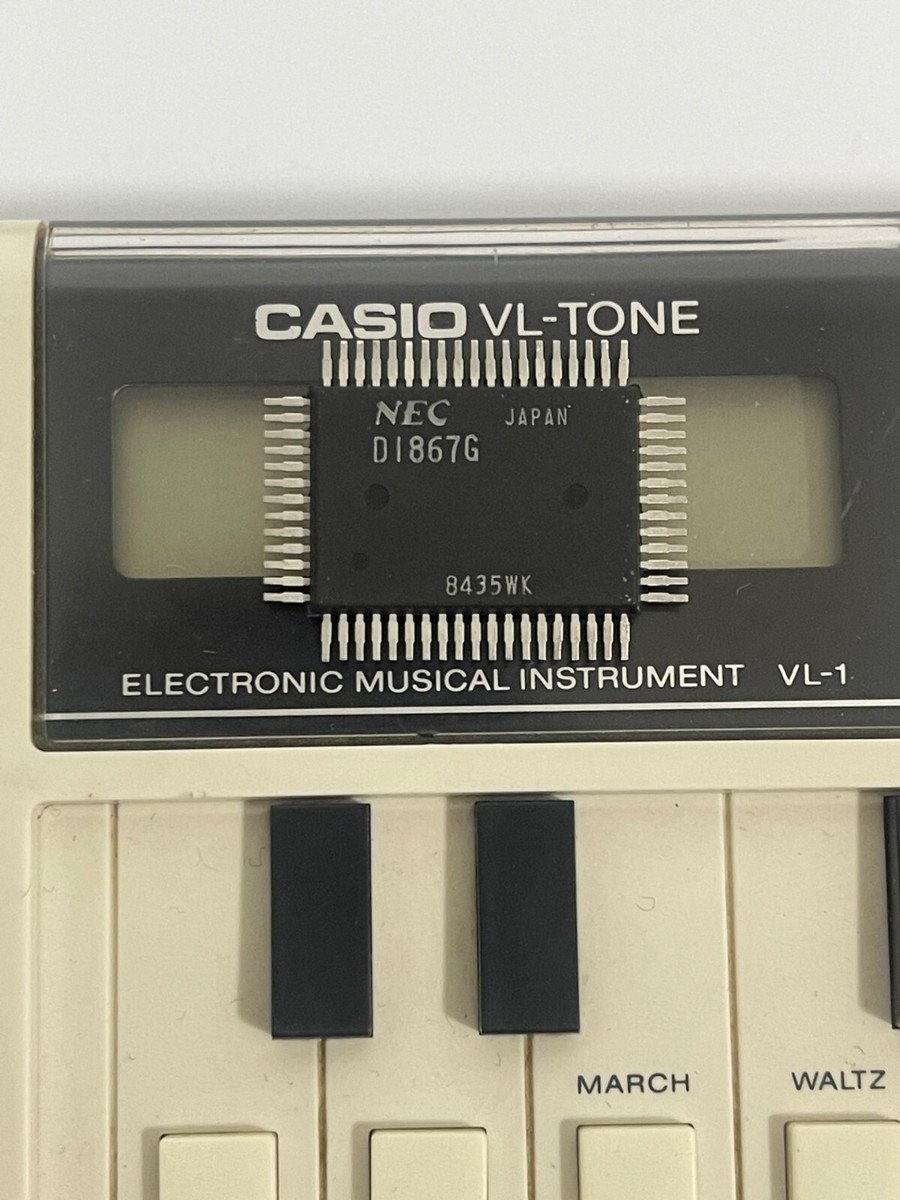 CASIO VL-TONE
NEC JAPAN
D1867G
8435WK
ELECTRONIC MUSICAL INSTRUMENT VL-1
MARCH WALTZ